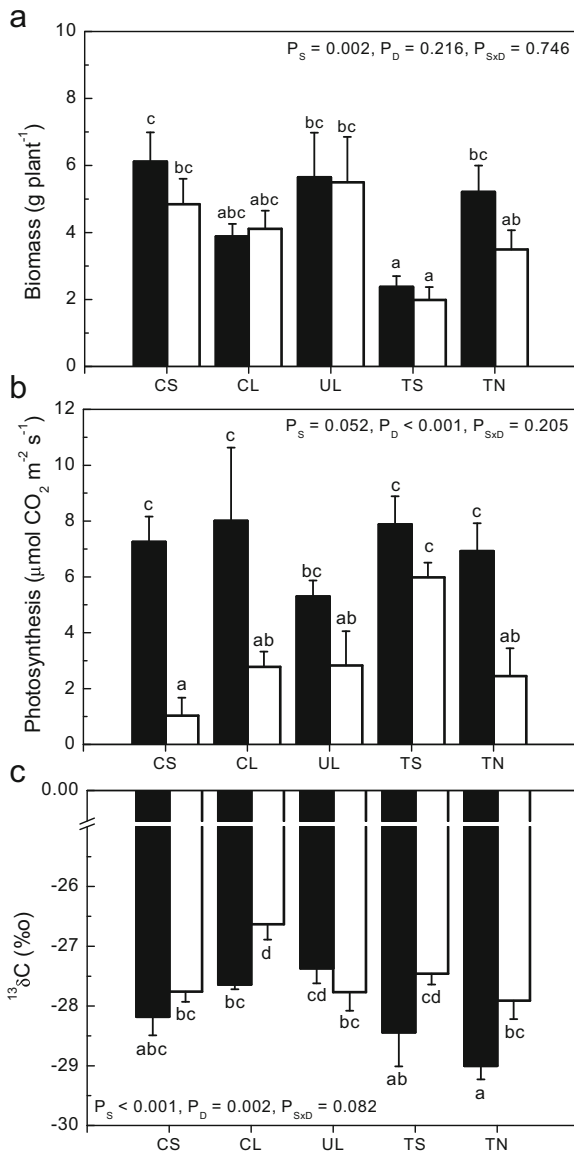 a
P_S = 0.002, P_D = 0.216, P_SxD = 0.746
Biomass (g plant⁻¹)
10
8
6
4
2
0
c
bc
abc
abc
bc
bc
a
a
bc
ab
CS CL UL TS TN
b
P_S = 0.052, P_D < 0.001, P_SxD = 0.205
Photosynthesis (μmol CO₂ m⁻² s⁻¹)
12
10
8
6
4
2
0
c
a
c
ab
bc
ab
c
c
c
ab
CS CL UL TS TN
c
¹³δC (‰)
0.00
-26
-27
-28
-29
-30
abc
bc
bc
d
cd
bc
ab
cd
a
bc
P_S < 0.001, P_D = 0.002, P_SxD = 0.082
CS CL UL TS TN